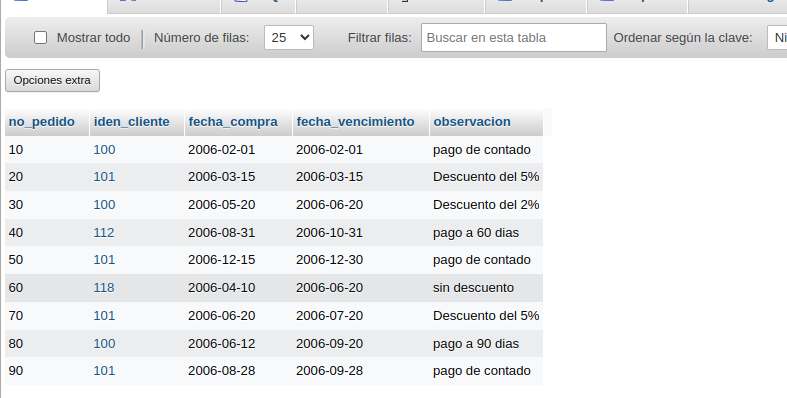 Mostrar todo Número de filas: 25 Filtrar filas: Buscar en esta tabla Ordenar según la clave:
Opciones extra
no_pedido iden_cliente fecha_compra fecha_vencimiento observacion
10 100 2006-02-01 2006-02-01 pago de contado
20 101 2006-03-15 2006-03-15 Descuento del 5%
30 100 2006-05-20 2006-06-20 Descuento del 2%
40 112 2006-08-31 2006-10-31 pago a 60 dias
50 101 2006-12-15 2006-12-30 pago de contado
60 118 2006-04-10 2006-06-20 sin descuento
70 101 2006-06-20 2006-07-20 Descuento del 5%
80 100 2006-06-12 2006-09-20 pago a 90 dias
90 101 2006-08-28 2006-09-28 pago de contado